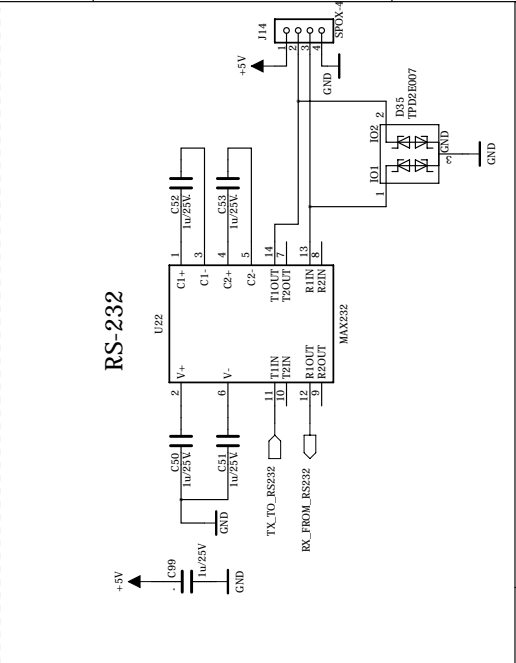 RS-232
J14
SPOX-4
1
2
3
4
+5V
GND
D35
TPD2E007
IO2
2
IO1
1
GND
3
GND
C52
1u/25V.
C53
1u/25V.
1
3
4
5
14
7
13
8
C1+
C1-
C2+
C2-
T1OUT
T2OUT
R1IN
R2IN
U22
MAX232
V+
V-
T1IN
T2IN
R1OUT
R2OUT
2
6
11
10
12
9
C50
1u/25V.
C51
1u/25V.
GND
TX_TO_RS232
RX_FROM_RS232
+5V
C99
1u/25V
GND